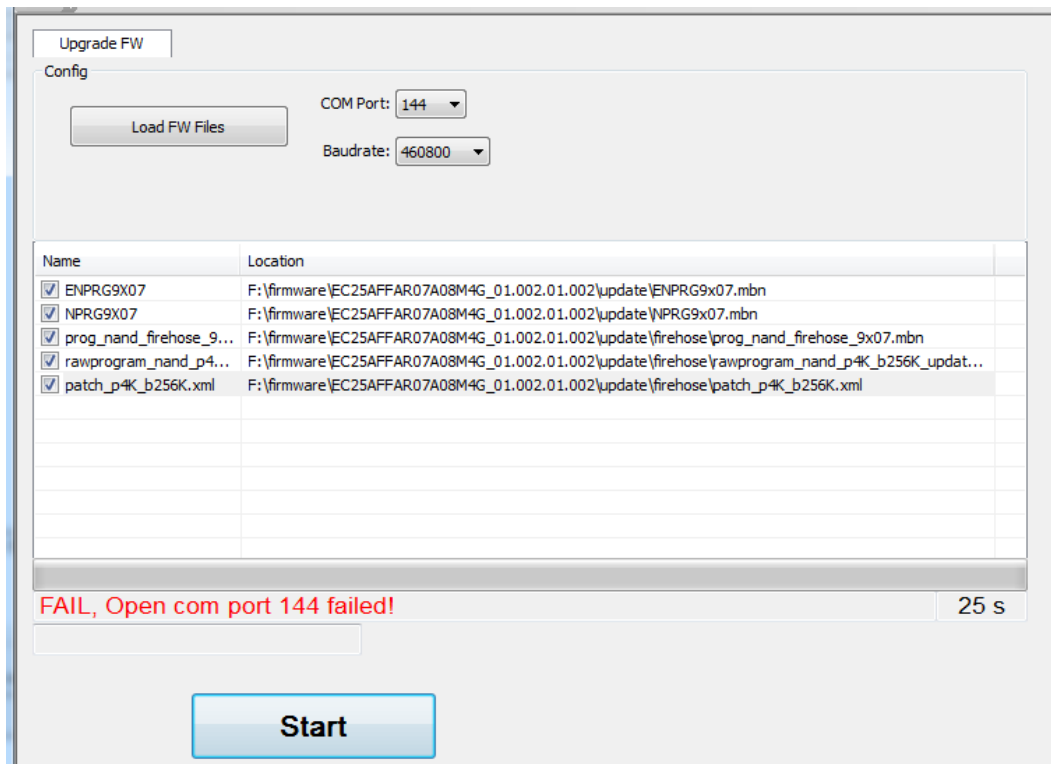 Upgrade FW
Config
Load FW Files
COM Port: 144
Baudrate: 460800
Name Location
ENPRG9X07 F:\firmware\EC25AFFAR07A08M4G_01.002.01.002\update\ENPRG9x07.mbn
NPRG9X07 F:\firmware\EC25AFFAR07A08M4G_01.002.01.002\update\NPRG9x07.mbn
prog_nand_firehose_9... F:\firmware\EC25AFFAR07A08M4G_01.002.01.002\update\firehose\prog_nand_firehose_9x07.mbn
rawprogram_nand_p4... F:\firmware\EC25AFFAR07A08M4G_01.002.01.002\update\firehose\rawprogram_nand_p4K_b256K_updat...
patch_p4K_b256K.xml F:\firmware\EC25AFFAR07A08M4G_01.002.01.002\update\firehose\patch_p4K_b256K.xml
FAIL, Open com port 144 failed! 25 s
Start